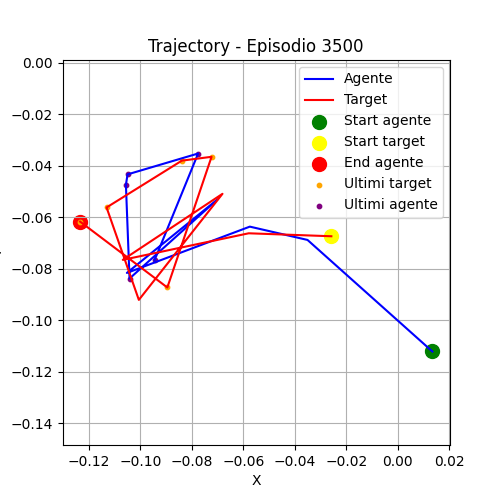 Trajectory - Episodio 3500
0.00
−0.02
−0.04
−0.06
−0.08
−0.10
−0.12
−0.14
Agente
Target
Start agente
Start target
End agente
Ultimi target
Ultimi agente
−0.12 −0.10 −0.08 −0.06 −0.04 −0.02 0.00 0.02
X